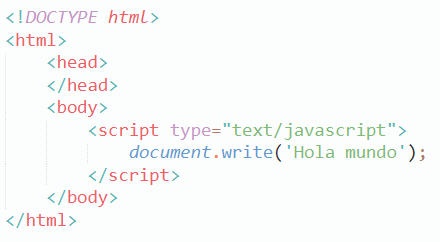 <!DOCTYPE html>
<html>
    <head>
    </head>
    <body>
        <script type="text/javascript">
            document.write('Hola mundo');
        </script>
    </body>
</html>